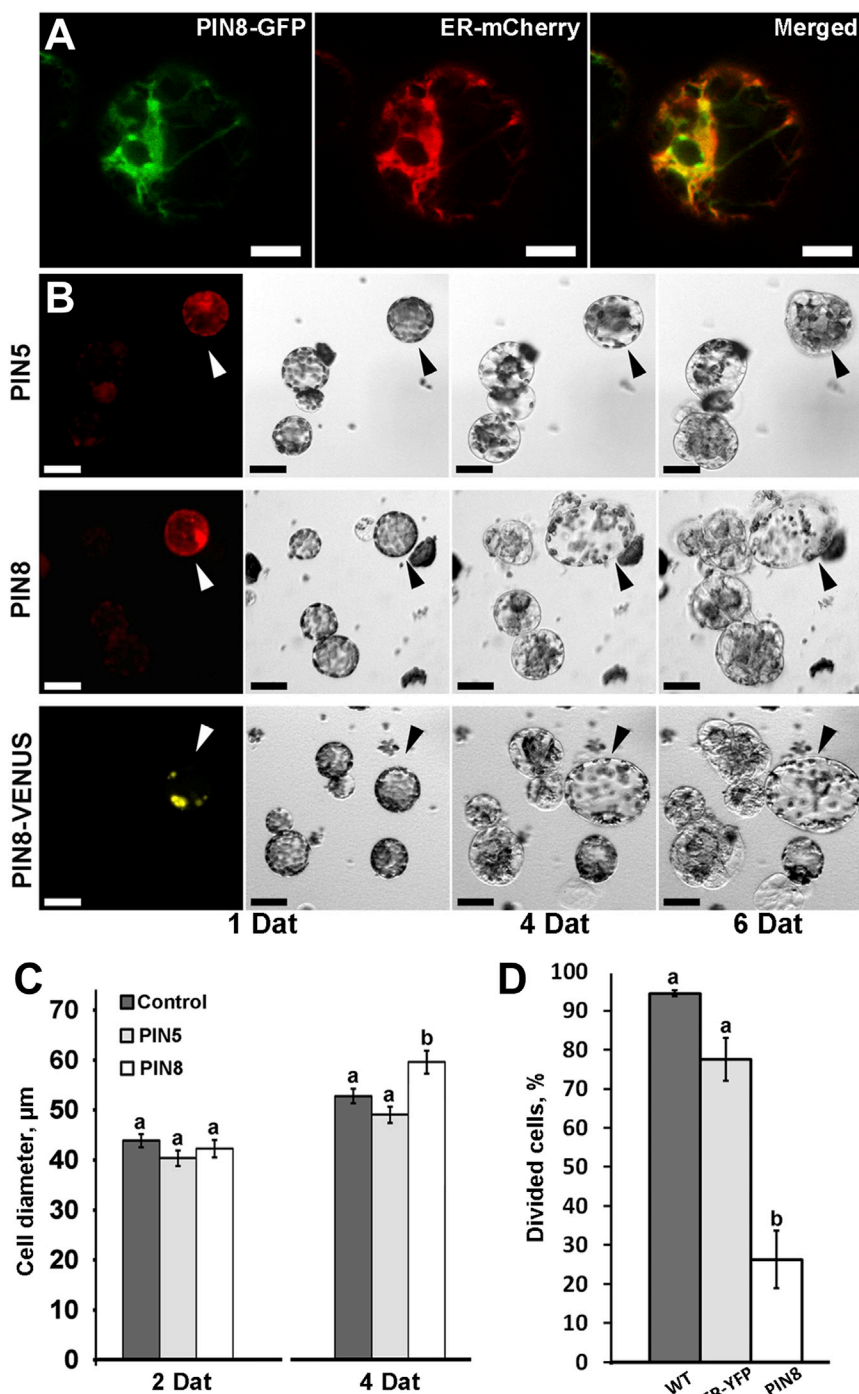 A
PIN8-GFP
ER-mCherry
Merged
B
PIN5
PIN8
PIN8-VENUS
1 Dat
4 Dat
6 Dat
C
Control
PIN5
PIN8
Cell diameter, µm
70
60
50
40
30
20
10
0
a
a
a
a
a
b
2 Dat
4 Dat
D
Divided cells, %
100
90
80
70
60
50
40
30
20
10
0
a
a
b
WT
ER-YFP
PIN8